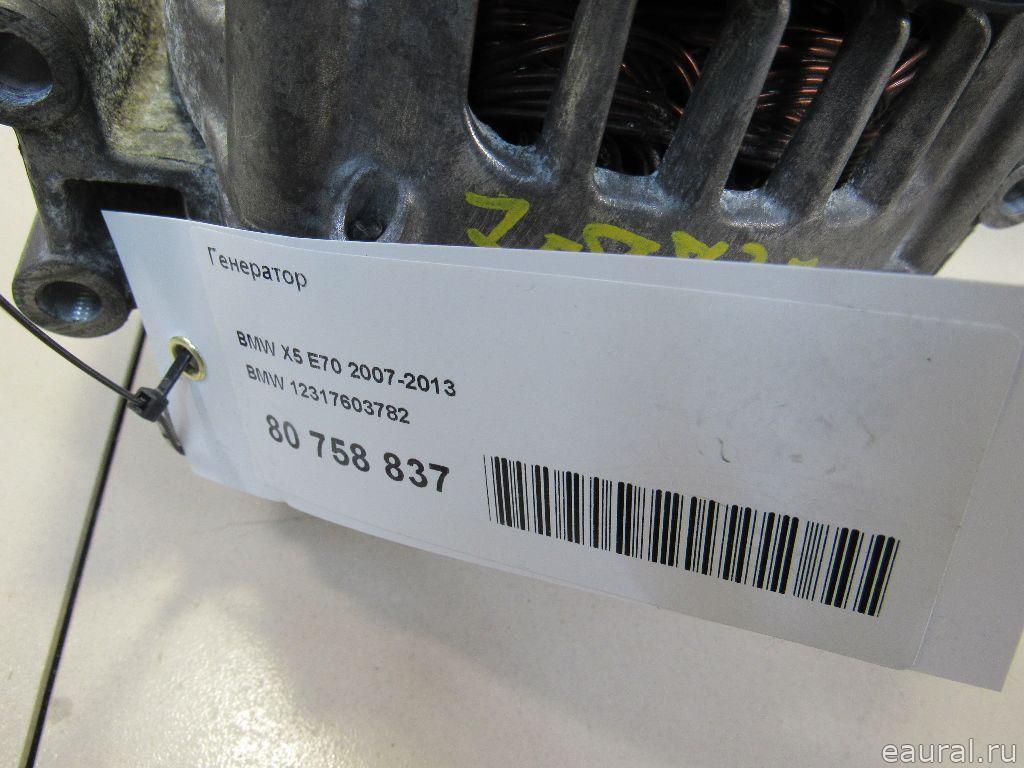 Генератор
BMW X5 E70 2007-2013
BMW 12317603782
80 758 837
eaural.ru